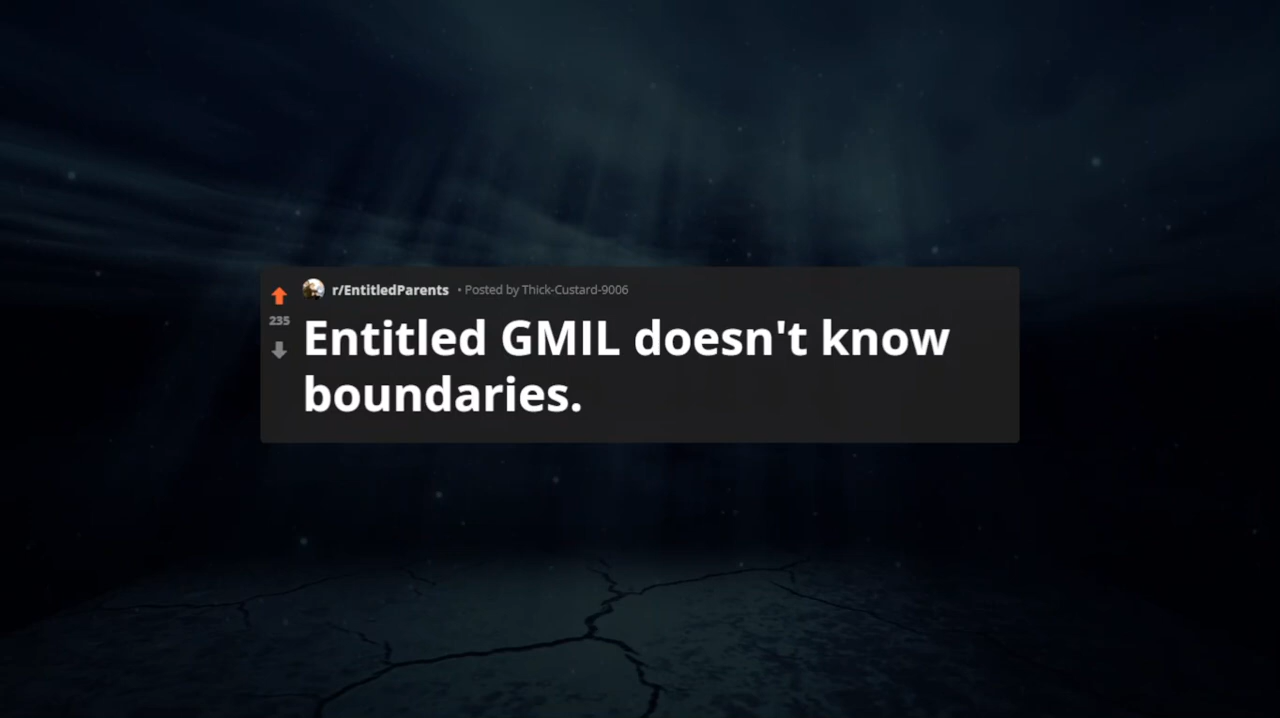 r/EntitledParents • Posted by Thick-Custard-9006
235
Entitled GMIL doesn't know
boundaries.